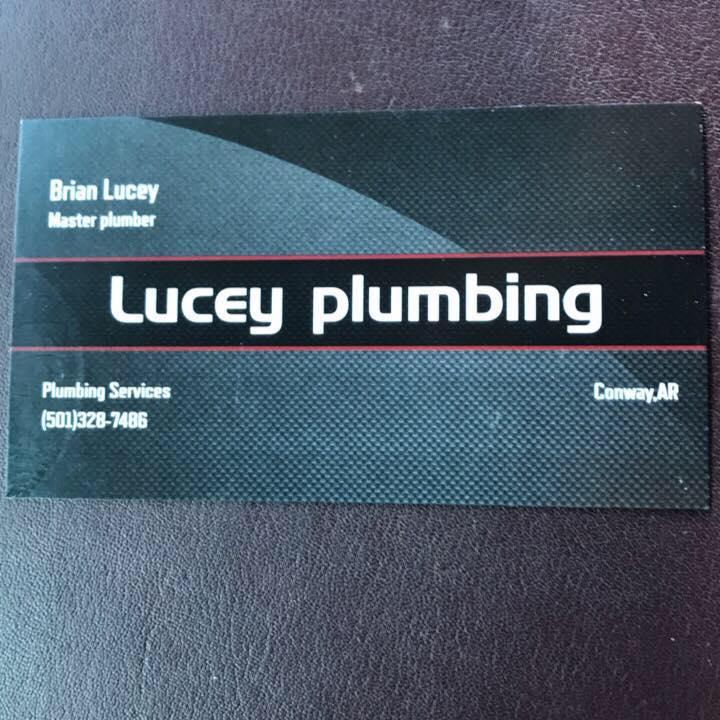 Brian Lucey
Master plumber
Lucey plumbing
Plumbing Services
(501)328-7486
Conway,AR